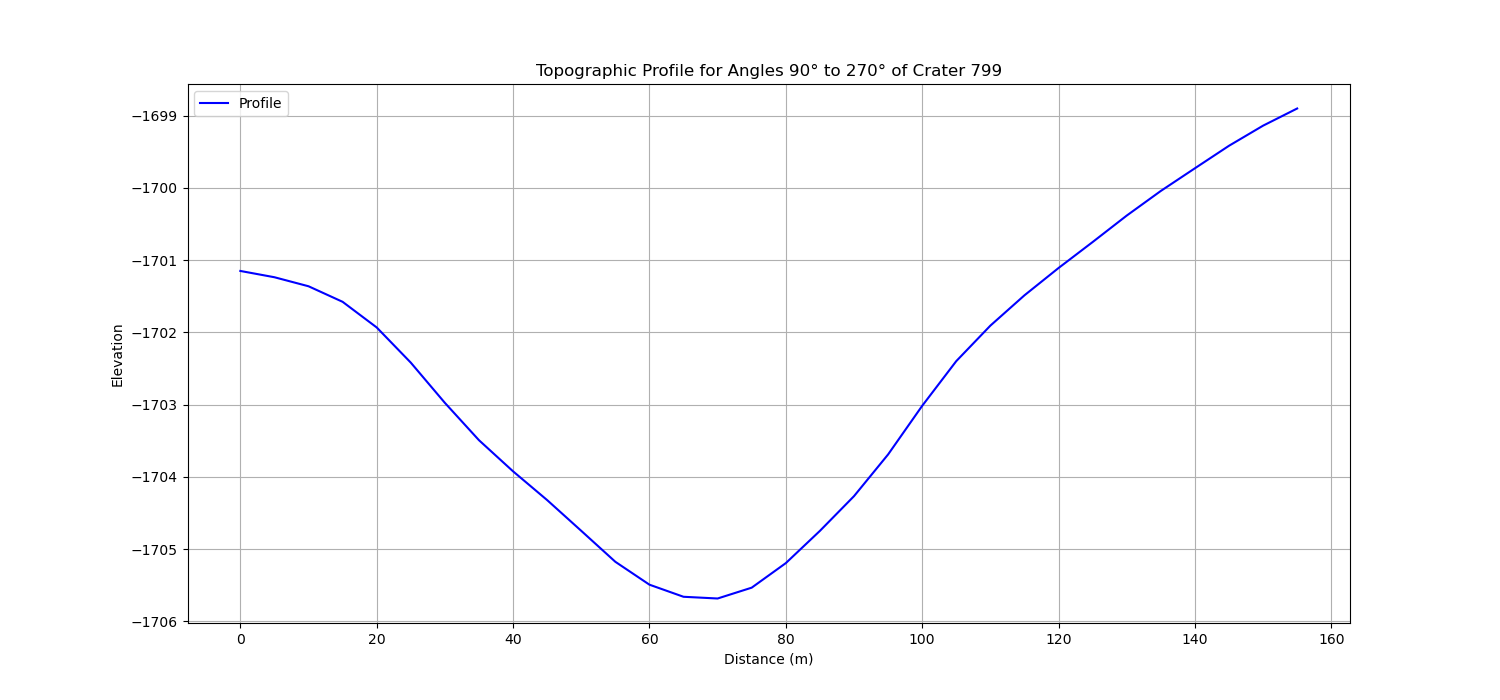 Topographic Profile for Angles 90° to 270° of Crater 799
Profile
−1699
−1700
−1701
−1702
−1703
−1704
−1705
−1706
Elevation
0 20 40 60 80 100 120 140 160
Distance (m)